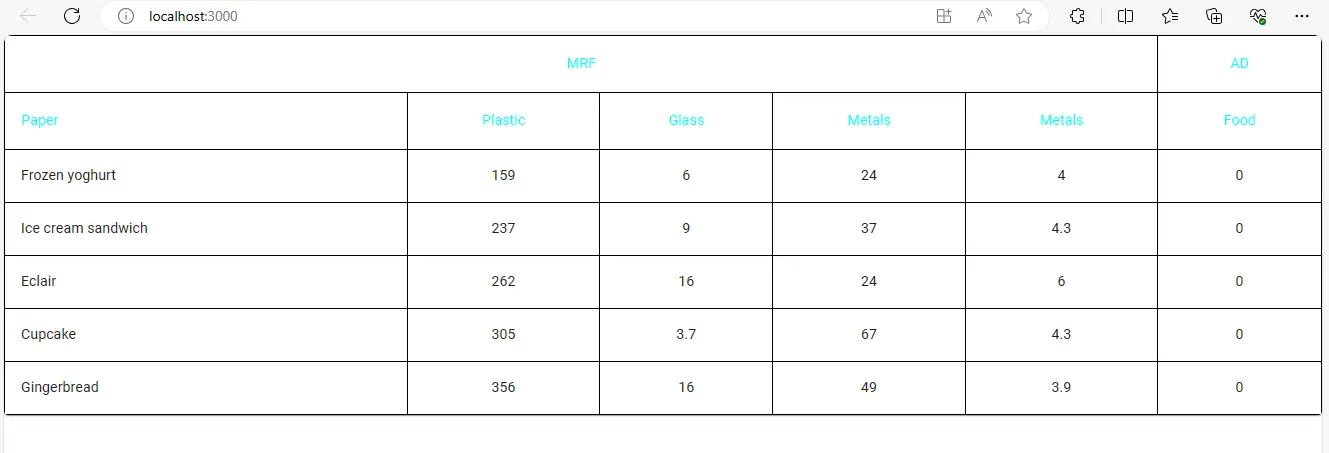 localhost:3000
MRF AD
Paper Plastic Glass Metals Metals Food
Frozen yoghurt 159 6 24 4 0
Ice cream sandwich 237 9 37 4.3 0
Eclair 262 16 24 6 0
Cupcake 305 3.7 67 4.3 0
Gingerbread 356 16 49 3.9 0